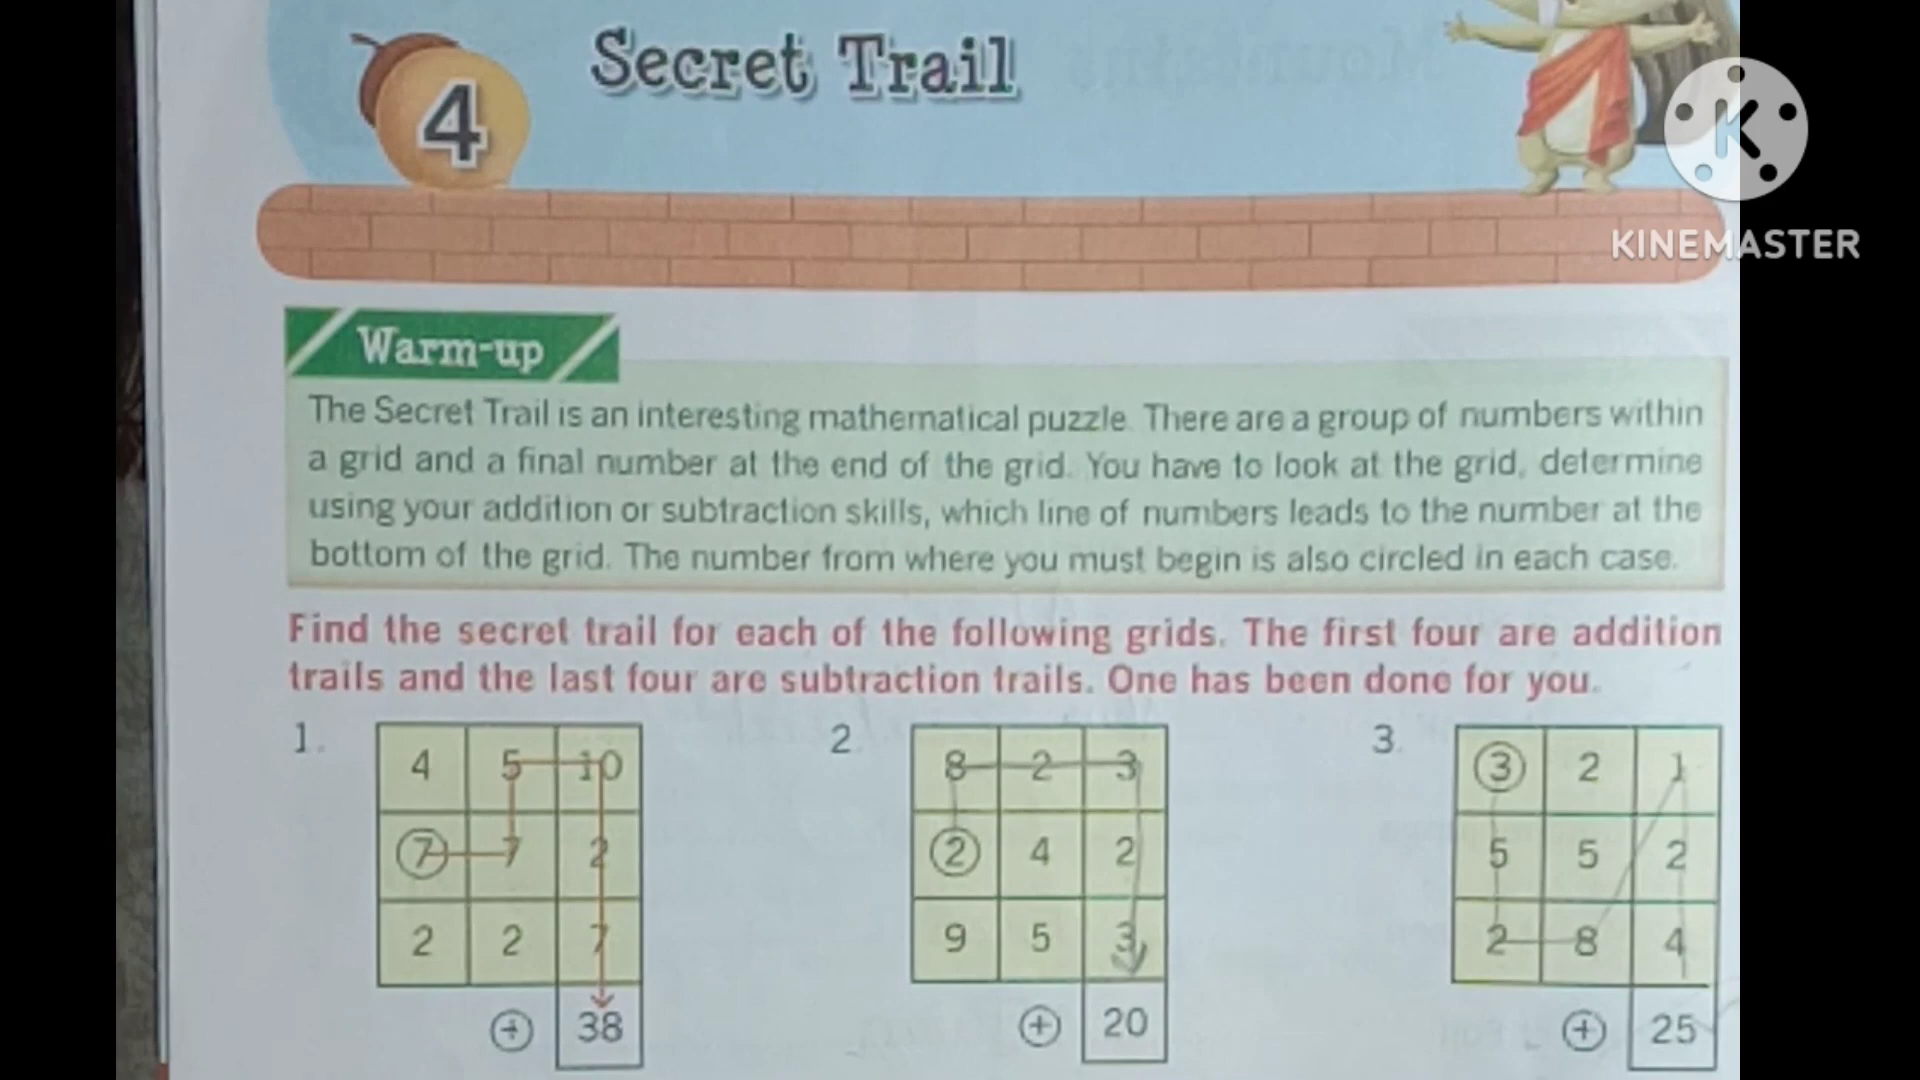 4
Secret Trail
KINEMASTER
Warm-up
The Secret Trail is an interesting mathematical puzzle. There are a group of numbers within
a grid and a final number at the end of the grid. You have to look at the grid, determine
using your addition or subtraction skills, which line of numbers leads to the number at the
bottom of the grid. The number from where you must begin is also circled in each case.
Find the secret trail for each of the following grids. The first four are addition
trails and the last four are subtraction trails. One has been done for you.
1.
4 5 10
7 7 2
2 2 7
+ 38
2.
8 2 3
2 4 2
9 5 3
+ 20
3.
3 2 1
5 5 2
2 8 4
+ 25